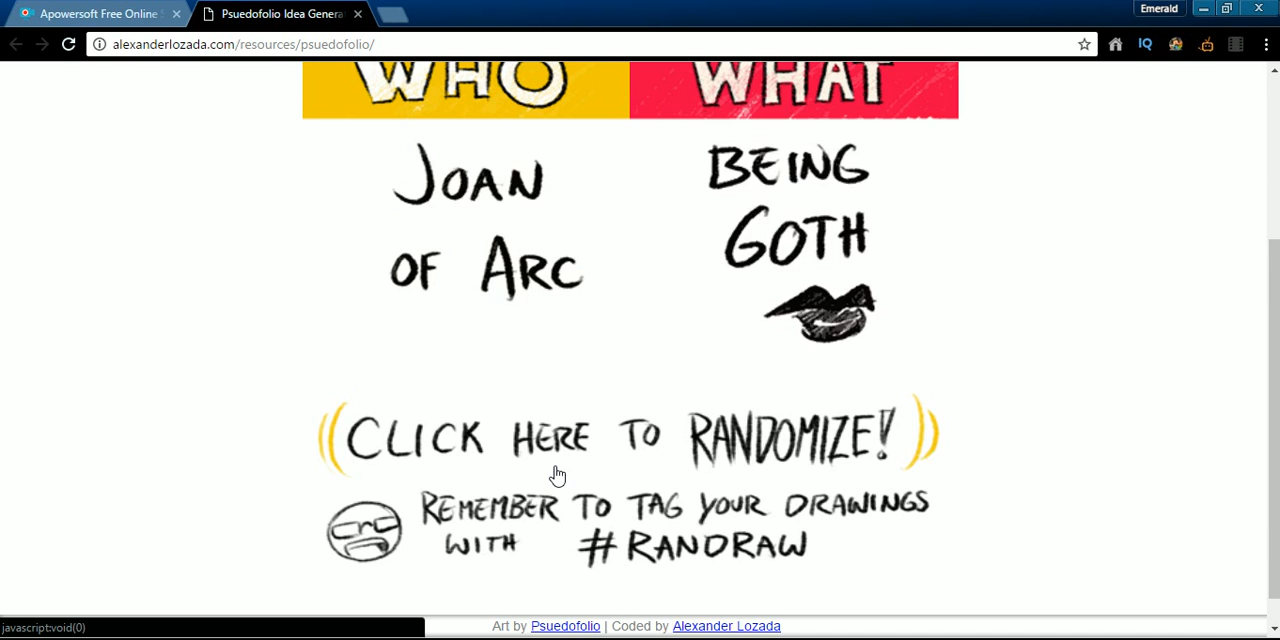 Apowersoft Free Online S
Psuedofolio Idea Genera
Emerald
alexanderlozada.com/resources/psuedofolio/
IQ
WHO
WHAT
JOAN
OF ARC
BEING
GOTH
((CLICK HERE TO RANDOMIZE!))
REMEMBER TO TAG YOUR DRAWINGS
WITH #RANDRAW
Art by Psuedofolio | Coded by Alexander Lozada
javascript:void(0)